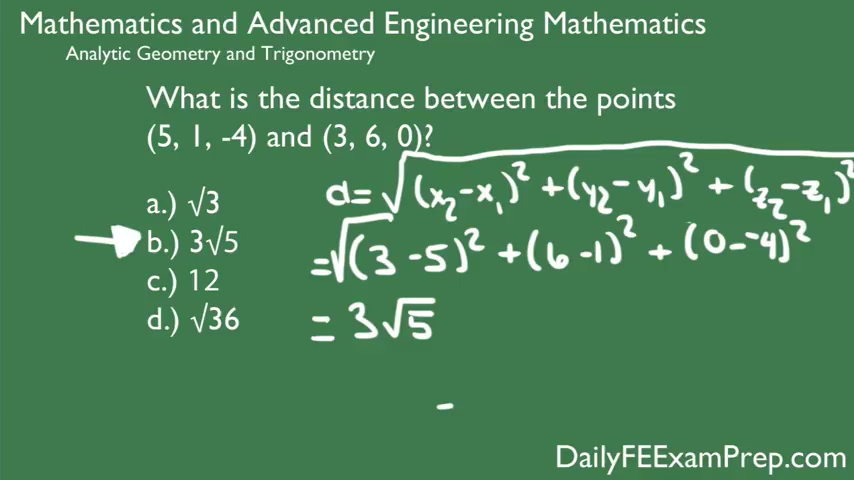 Mathematics and Advanced Engineering Mathematics
Analytic Geometry and Trigonometry
What is the distance between the points
(5, 1, -4) and (3, 6, 0)?
a.) √3
b.) 3√5
c.) 12
d.) √36
d=√(x₂-x₁)²+(y₂-y₁)²+(z₂-z₁)²
=√(3-5)²+(6-1)²+(0--4)²
=3√5
-
DailyFEExamPrep.com